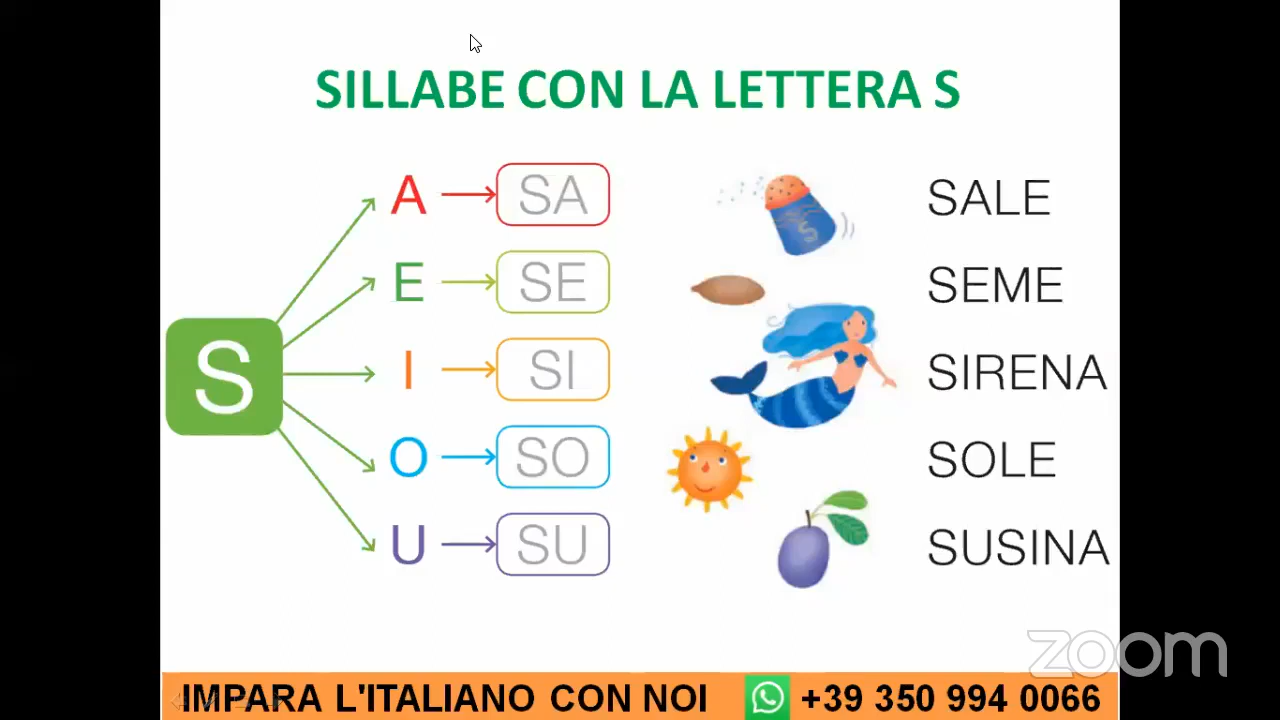 SILLABE CON LA LETTERA S
S
A SA SALE
E SE SEME
I SI SIRENA
O SO SOLE
U SU SUSINA
zoom
IMPARA L'ITALIANO CON NOI +39 350 994 0066